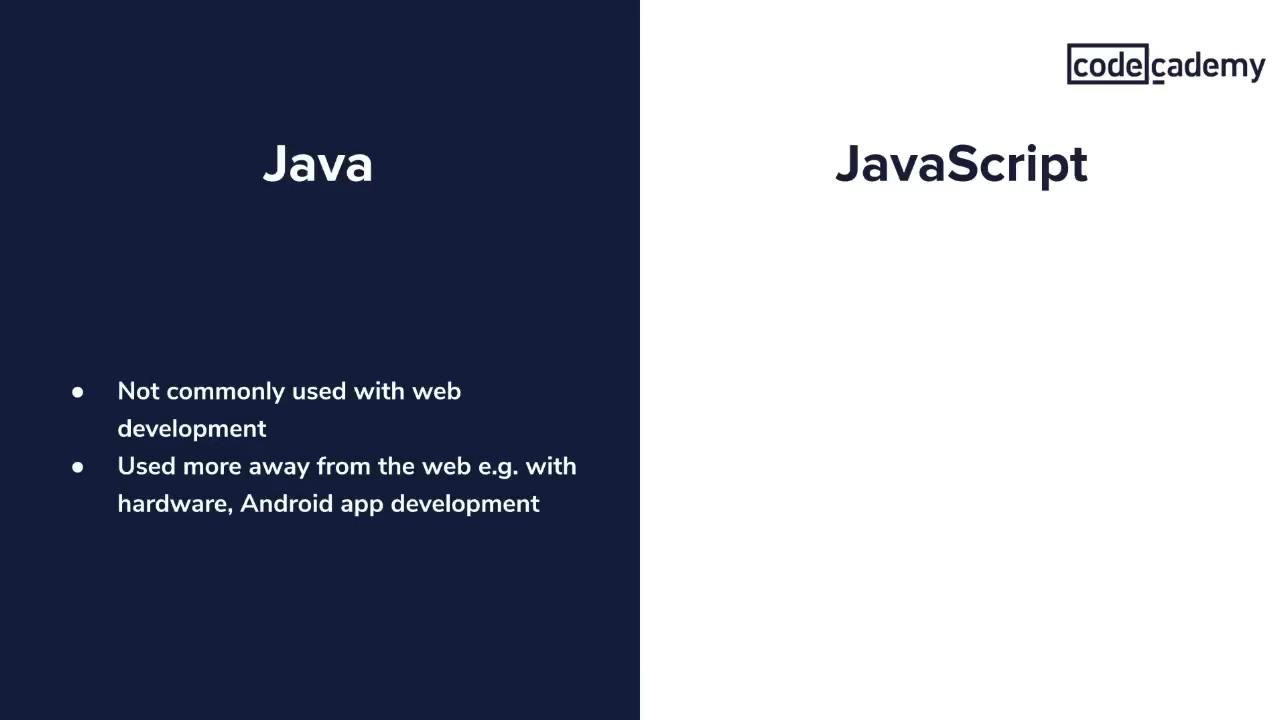 codecademy
Java
JavaScript
● Not commonly used with web
development
● Used more away from the web e.g. with
hardware, Android app development